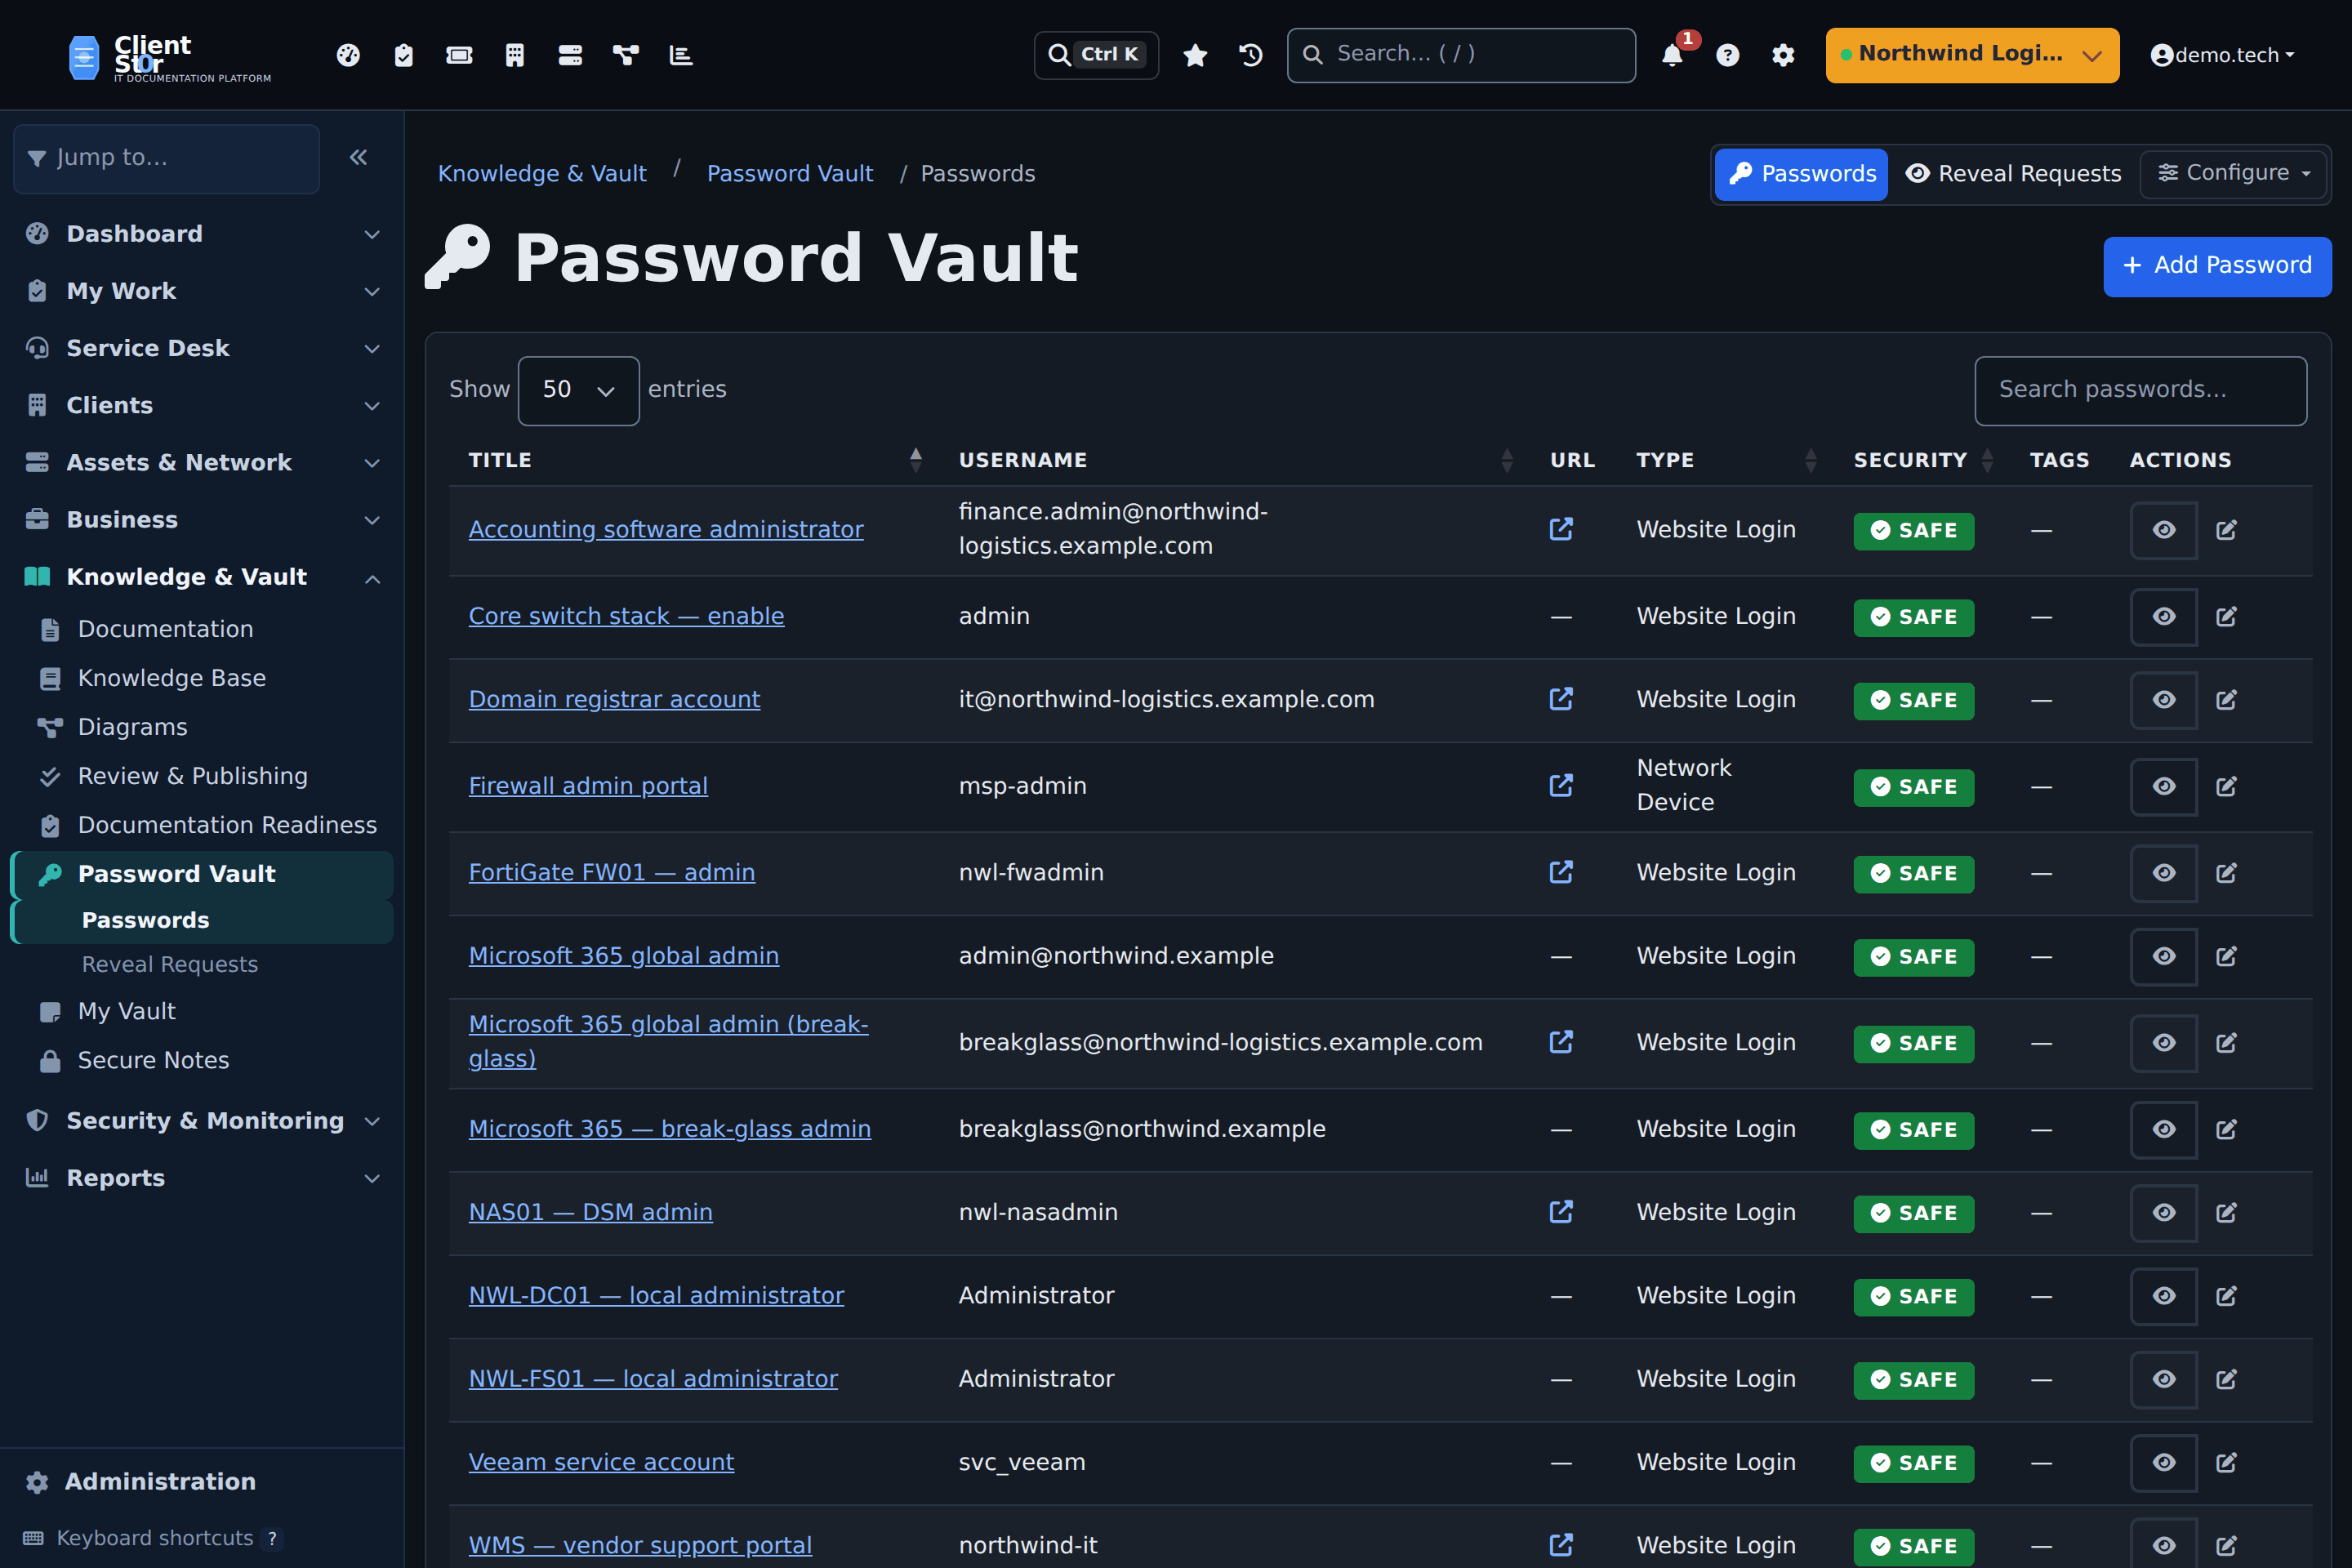 Client
St0r
IT DOCUMENTATION PLATFORM
Ctrl K
Search... ( / )
1
Northwind Logi...
demo.tech
Jump to...
Dashboard
My Work
Service Desk
Clients
Assets & Network
Business
Knowledge & Vault
Documentation
Knowledge Base
Diagrams
Review & Publishing
Documentation Readiness
Password Vault
Passwords
Reveal Requests
My Vault
Secure Notes
Security & Monitoring
Reports
Administration
Keyboard shortcuts ?
Knowledge & Vault / Password Vault / Passwords
Passwords Reveal Requests Configure
Password Vault
+ Add Password
Show 50 entries
Search passwords...
TITLE USERNAME URL TYPE SECURITY TAGS ACTIONS
Accounting software administrator finance.admin@northwind-
logistics.example.com Website Login SAFE —
Core switch stack — enable admin — Website Login SAFE —
Domain registrar account it@northwind-logistics.example.com Website Login SAFE —
Firewall admin portal msp-admin Network
Device SAFE —
FortiGate FW01 — admin nwl-fwadmin Website Login SAFE —
Microsoft 365 global admin admin@northwind.example — Website Login SAFE —
Microsoft 365 global admin (break-
glass) breakglass@northwind-logistics.example.com Website Login SAFE —
Microsoft 365 — break-glass admin breakglass@northwind.example — Website Login SAFE —
NAS01 — DSM admin nwl-nasadmin Website Login SAFE —
NWL-DC01 — local administrator Administrator — Website Login SAFE —
NWL-FS01 — local administrator Administrator — Website Login SAFE —
Veeam service account svc_veeam — Website Login SAFE —
WMS — vendor support portal northwind-it Website Login SAFE —